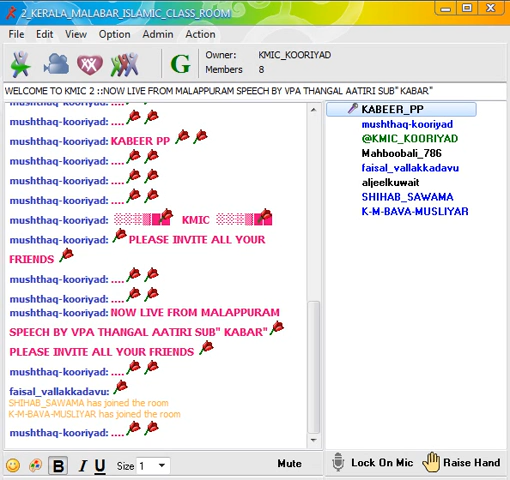 2_KERALA_MALABAR_ISLAMIC_CLASS_ROOM
File Edit View Option Admin Action
G
Owner: KMIC_KOORIYAD
Members 8
WELCOME TO KMIC 2 ::NOW LIVE FROM MALAPPURAM SPEECH BY VPA THANGAL AATIRI SUB" KABAR"
mushthaq-kooriyad: ....
mushthaq-kooriyad: ....
mushthaq-kooriyad: KABEER PP
mushthaq-kooriyad: ....
mushthaq-kooriyad: ....
mushthaq-kooriyad: ....
mushthaq-kooriyad: ░░░▒▓█ KMIC ░░░▒▓█
mushthaq-kooriyad: PLEASE INVITE ALL YOUR
FRIENDS
mushthaq-kooriyad: ....
mushthaq-kooriyad: ....
mushthaq-kooriyad: NOW LIVE FROM MALAPPURAM
SPEECH BY VPA THANGAL AATIRI SUB" KABAR"
PLEASE INVITE ALL YOUR FRIENDS
mushthaq-kooriyad: ....
faisal_vallakkadavu:
SHIHAB_SAWAMA has joined the room
K-M-BAVA-MUSLIYAR has joined the room
mushthaq-kooriyad: ....
KABEER_PP
mushthaq-kooriyad
@KMIC_KOORIYAD
Mahboobali_786
faisal_vallakkadavu
aljeelkuwait
SHIHAB_SAWAMA
K-M-BAVA-MUSLIYAR
B I U Size 1 Mute
Lock On Mic Raise Hand